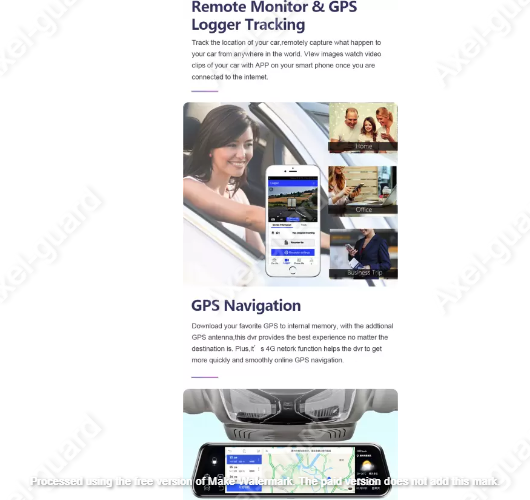 Remote Monitor & GPS
Logger Tracking
Track the location of your car,remotely capture what happen to
your car from anywhere in the world. View images watch video
clips of your car with APP on your smart phone once you are
connected to the internet.
Home
Office
Business Trip
GPS Navigation
Download your favorite GPS to internal memory, with the addtional
GPS antenna,this dvr provides the best experience no matter the
destination is, Plus,it’ s 4G netork function helps the dvr to get
more quickly and smoothly online GPS navigation.
Processed using the free version of Make Watermark. The paid version does not add this mark.
Axel-guard